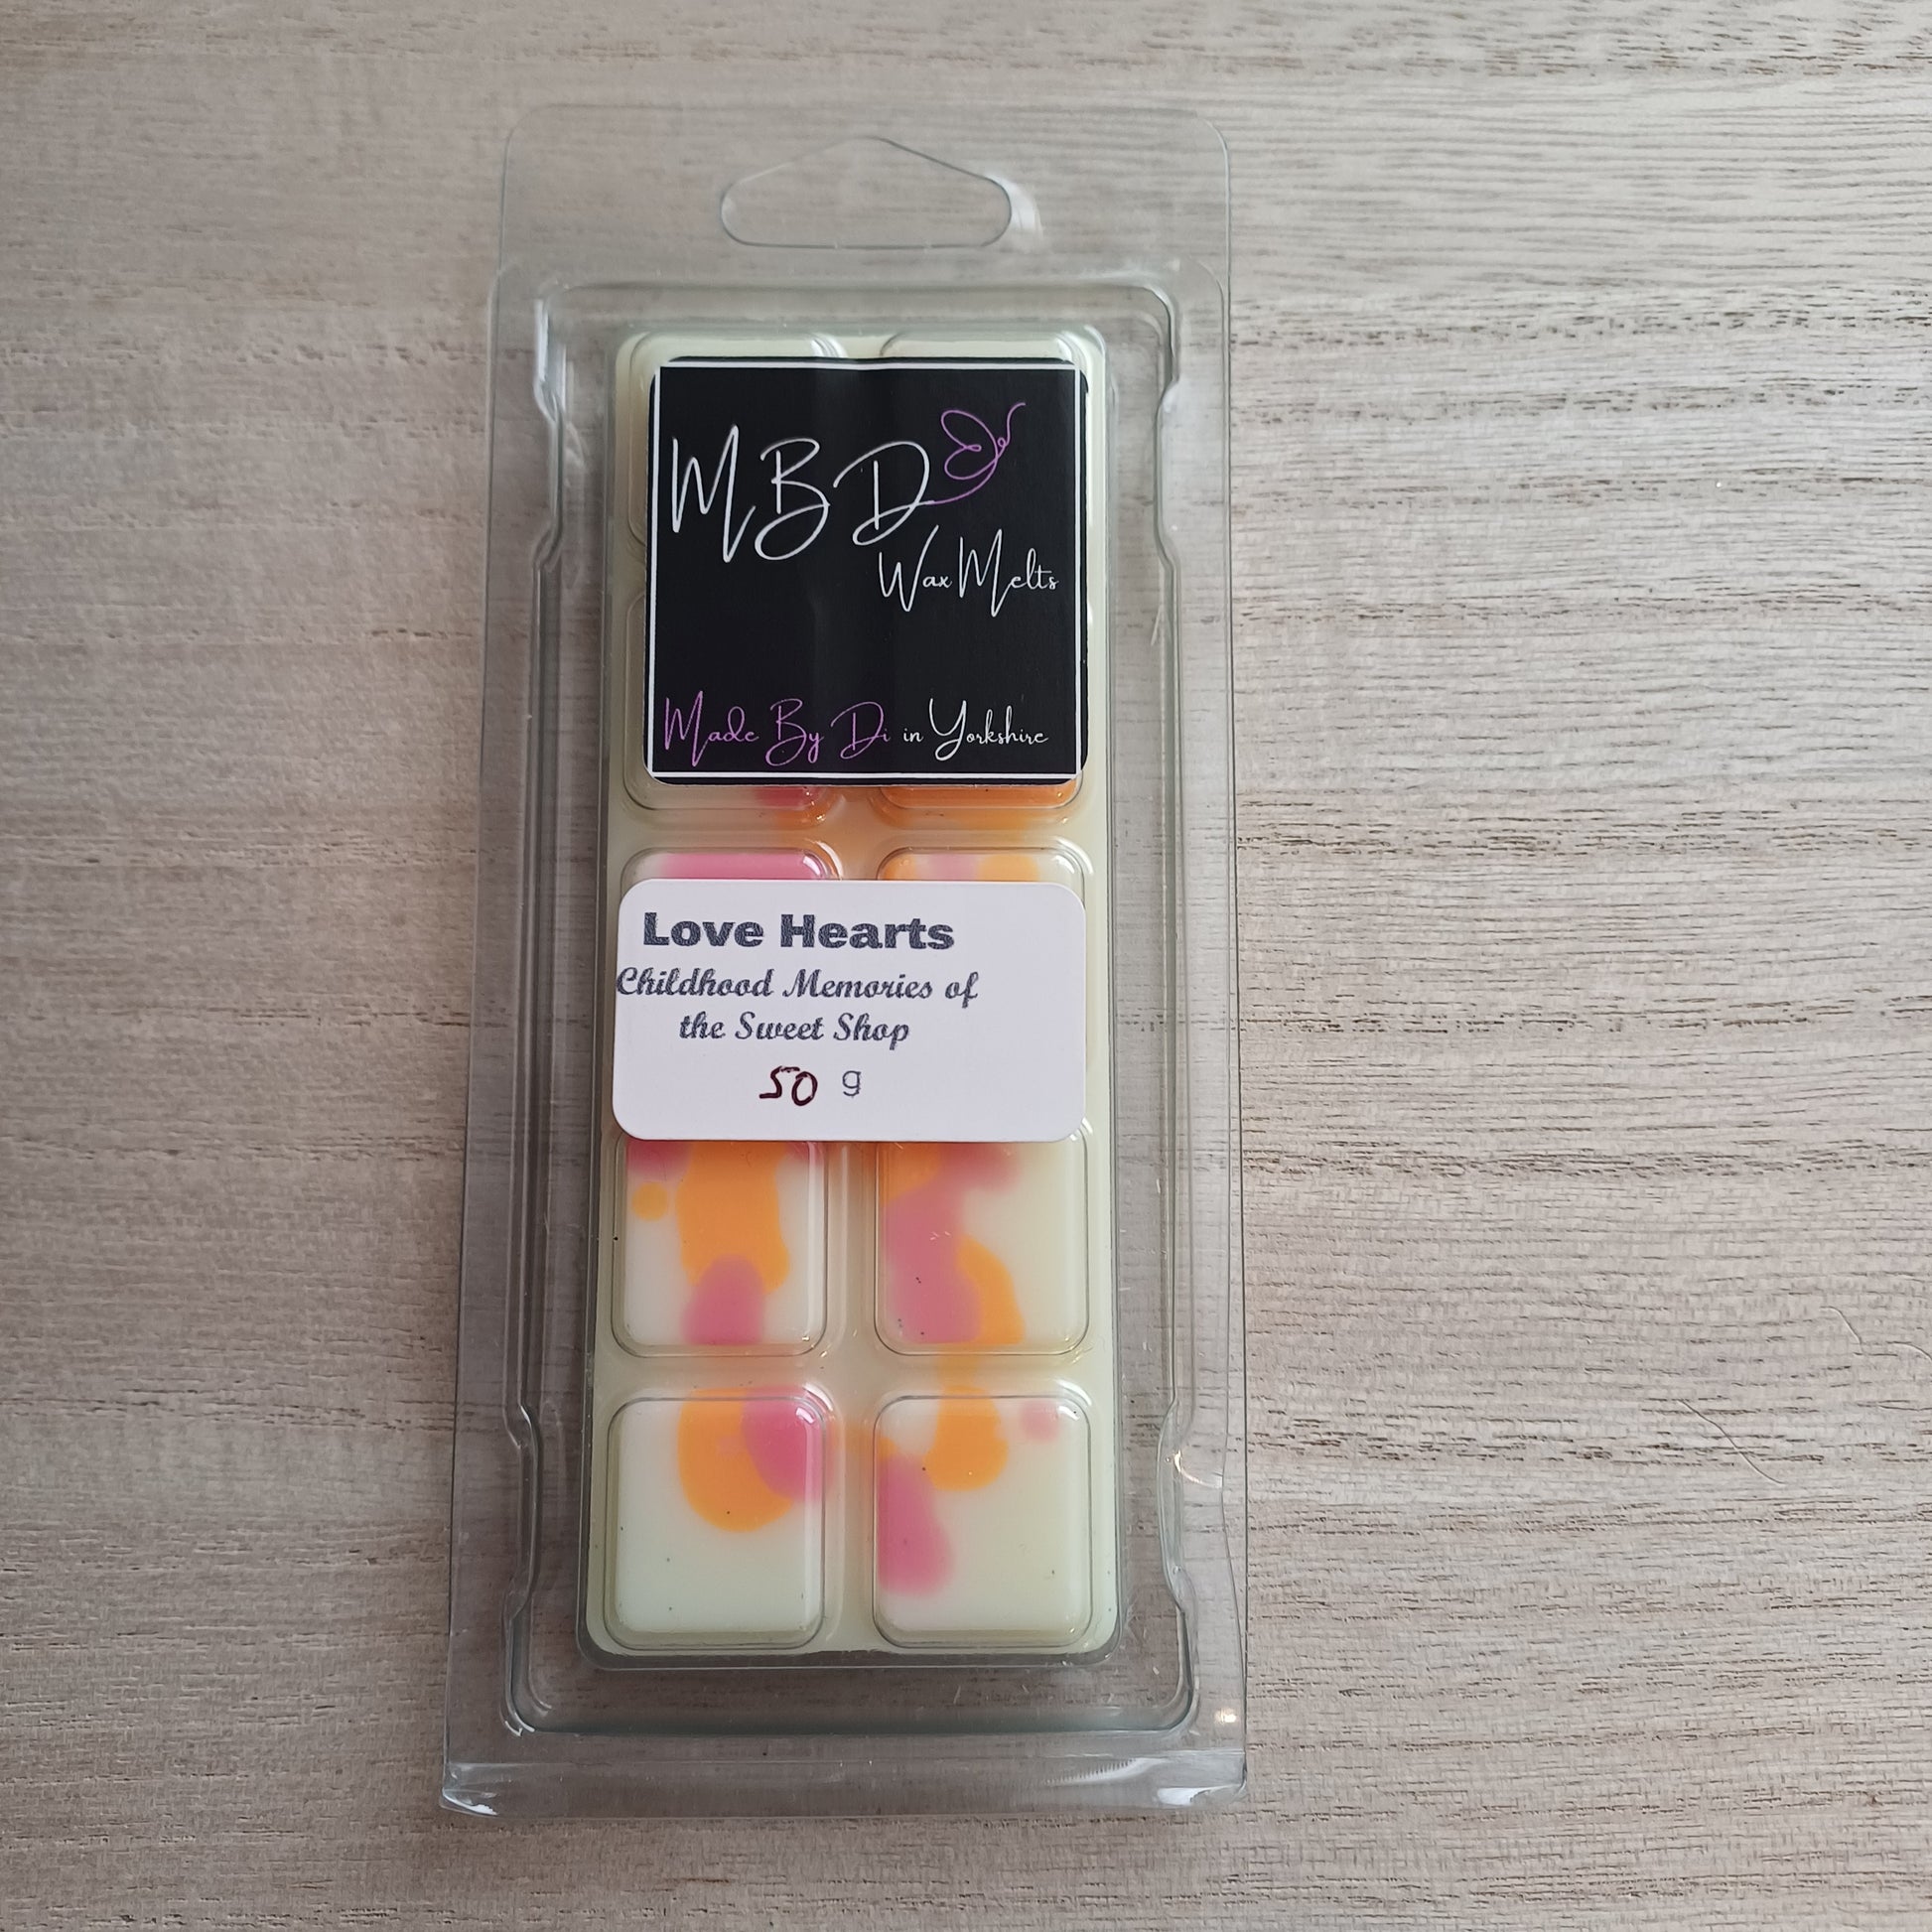 MBD
Wax Melts
Made By Di in Yorkshire
Love Hearts
Childhood Memories of
the Sweet Shop
50 g